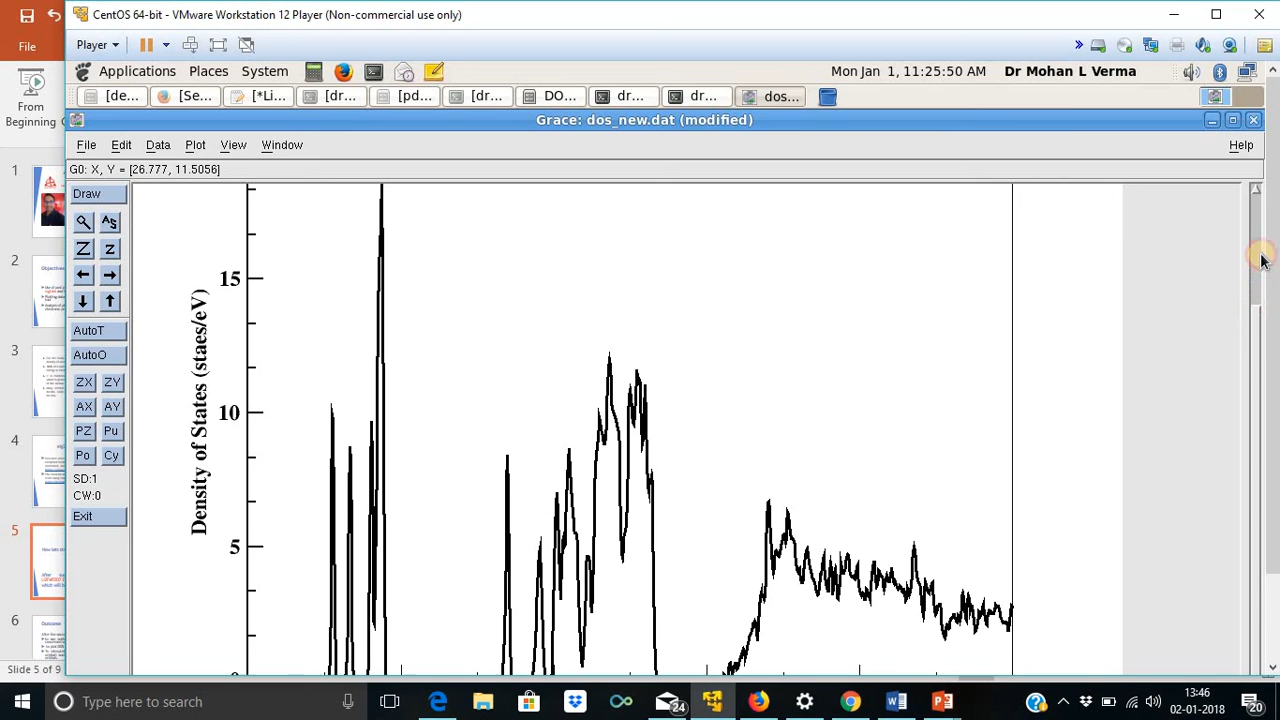 CentOS 64-bit - VMware Workstation 12 Player (Non-commercial use only)
File
Player
From
Beginning
Applications Places System
Mon Jan 1, 11:25:50 AM Dr Mohan L Verma
[de... [Se... [*Li... [dr... [pd... [dr... DO... dr... dr... dos...
Grace: dos_new.dat (modified)
File Edit Data Plot View Window Help
G0: X, Y = [26.777, 11.5056]
Draw
Z z
AutoT
AutoO
ZX ZY
AX AY
PZ Pu
Po Cy
SD:1
CW:0
Exit
Density of States (staes/eV)
15
10
5
0
1
2
Objectives
3
4
5
6
Outcome
Slide 5 of 9
Type here to search
24
13:46
02-01-2018
20